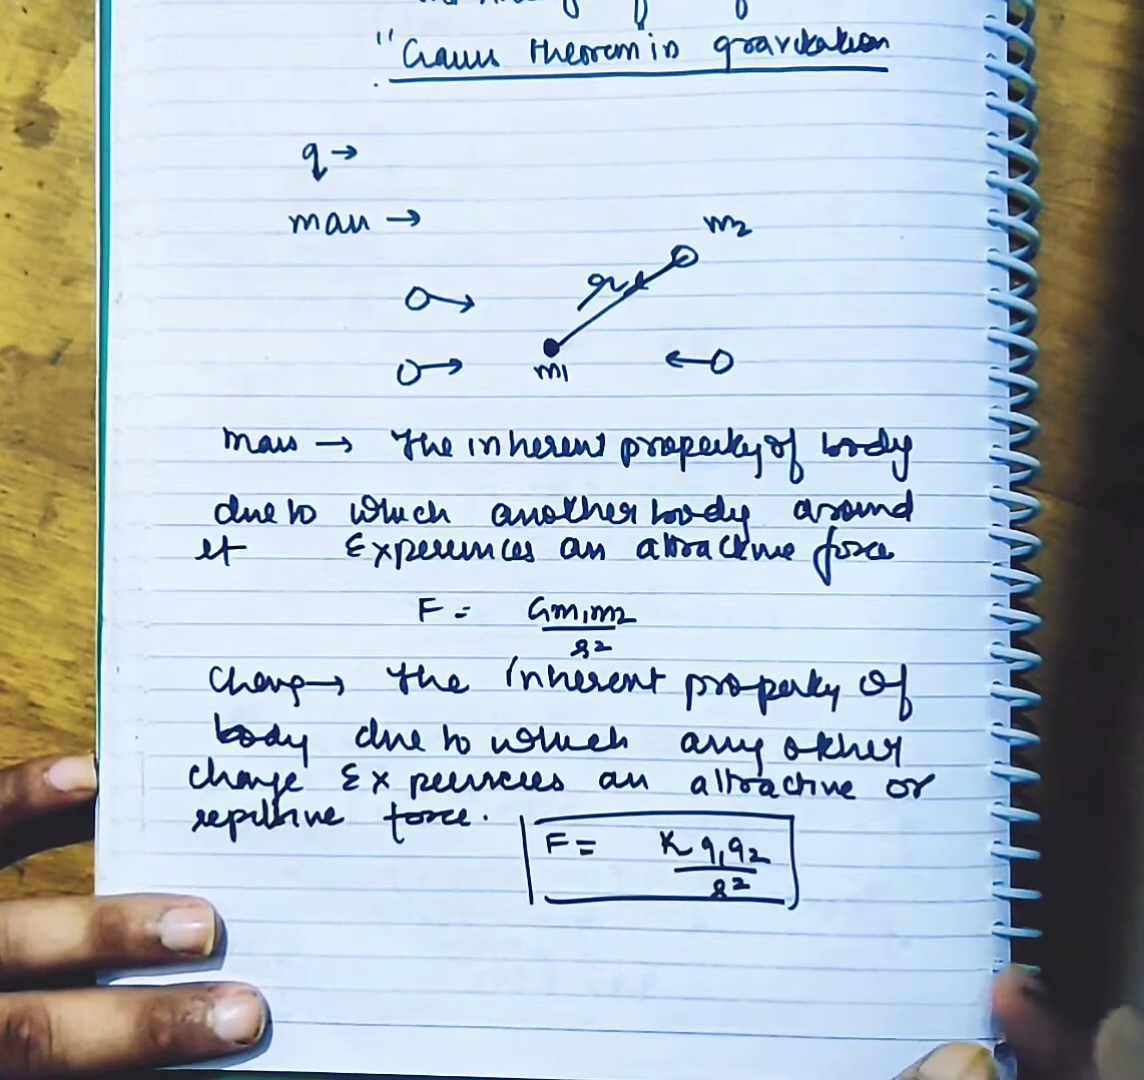 "Gauss theorem in gravitation
q →
mass →
m2
r
m1
mass → The inherent property of body
due to which another body around
it Experiences an attractive force
F = Gm1m2
r2
Charge → the inherent property of
body due to which any other
charge Experiences an attractive or
repulsive force.
F = K q1q2
r2